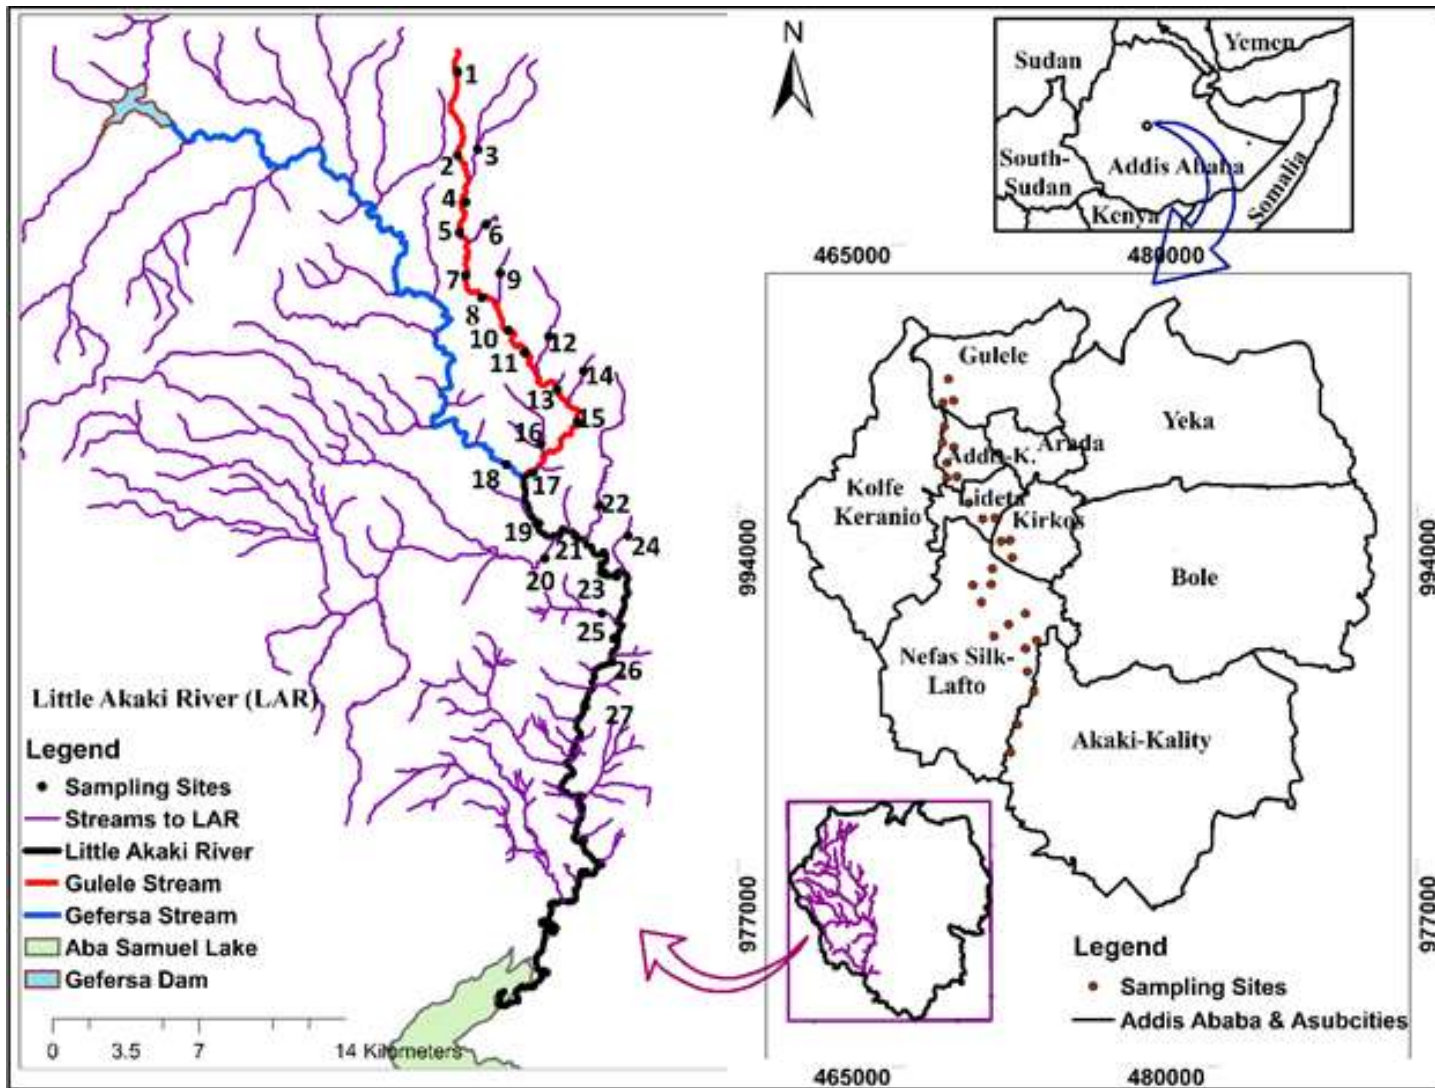 1
2
3
4
5
6
7
8
9
10
11
12
13
14
15
16
17
18
19
20
21
22
23
24
25
26
27
Little Akaki River (LAR)
Legend
Sampling Sites
Streams to LAR
Little Akaki River
Gulele Stream
Gefersa Stream
Aba Samuel Lake
Gefersa Dam
0 3.5 7 14 Kilometers
N
Sudan
Yemen
South-
Sudan
Addis Ababa
Kenya
Somalia
465000 480000
Gulele
Yeka
Arada
Addis-K.
Kolfe
Keranio
Lideta
Kirkos
994000 994000
Bole
Nefas Silk-
Lafto
Akaki-Kality
977000 977000
Legend
Sampling Sites
Addis Ababa & Asubcities
465000 480000